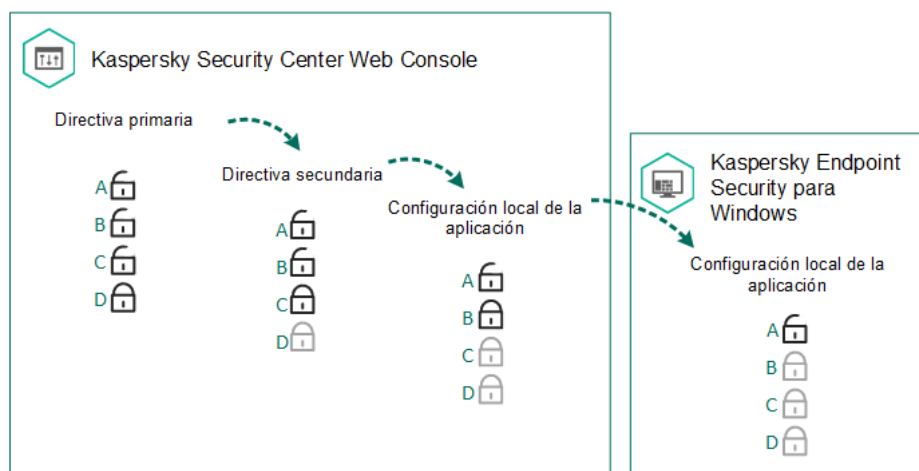 Kaspersky Security Center Web Console
Directiva primaria
A
B
C
D
Directiva secundaria
A
B
C
D
Configuración local de la
aplicación
A
B
C
D
Kaspersky Endpoint
Security para
Windows
Configuración local de la
aplicación
A
B
C
D